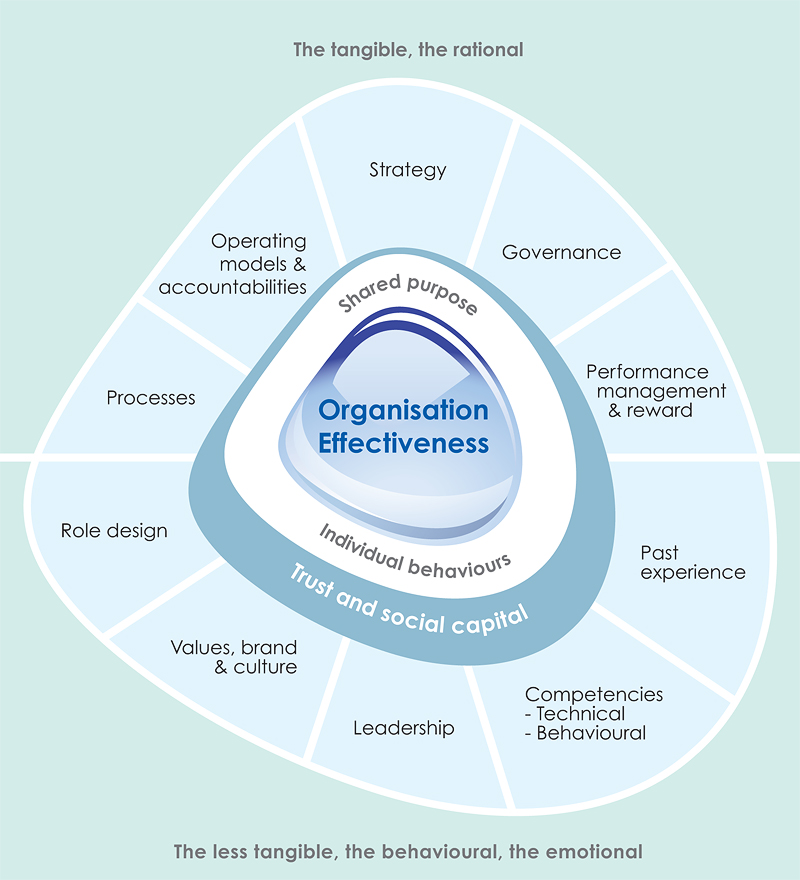 The tangible, the rational
Strategy
Operating
models &
accountabilities
Governance
Shared purpose
Performance
management
& reward
Processes
Organisation
Effectiveness
Role design
Individual behaviours
Past
experience
Trust and social capital
Values, brand
& culture
Competencies
- Technical
- Behavioural
Leadership
The less tangible, the behavioural, the emotional